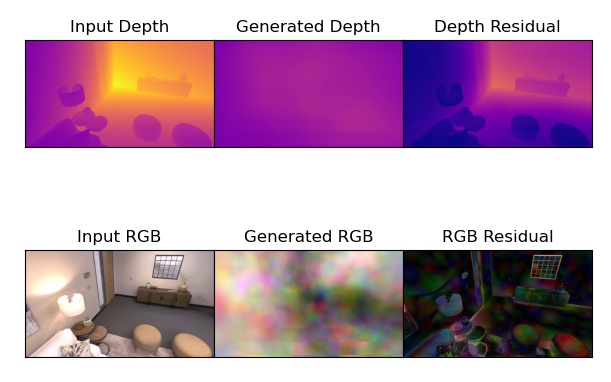 Input Depth
Generated Depth
Depth Residual
Input RGB
Generated RGB
RGB Residual